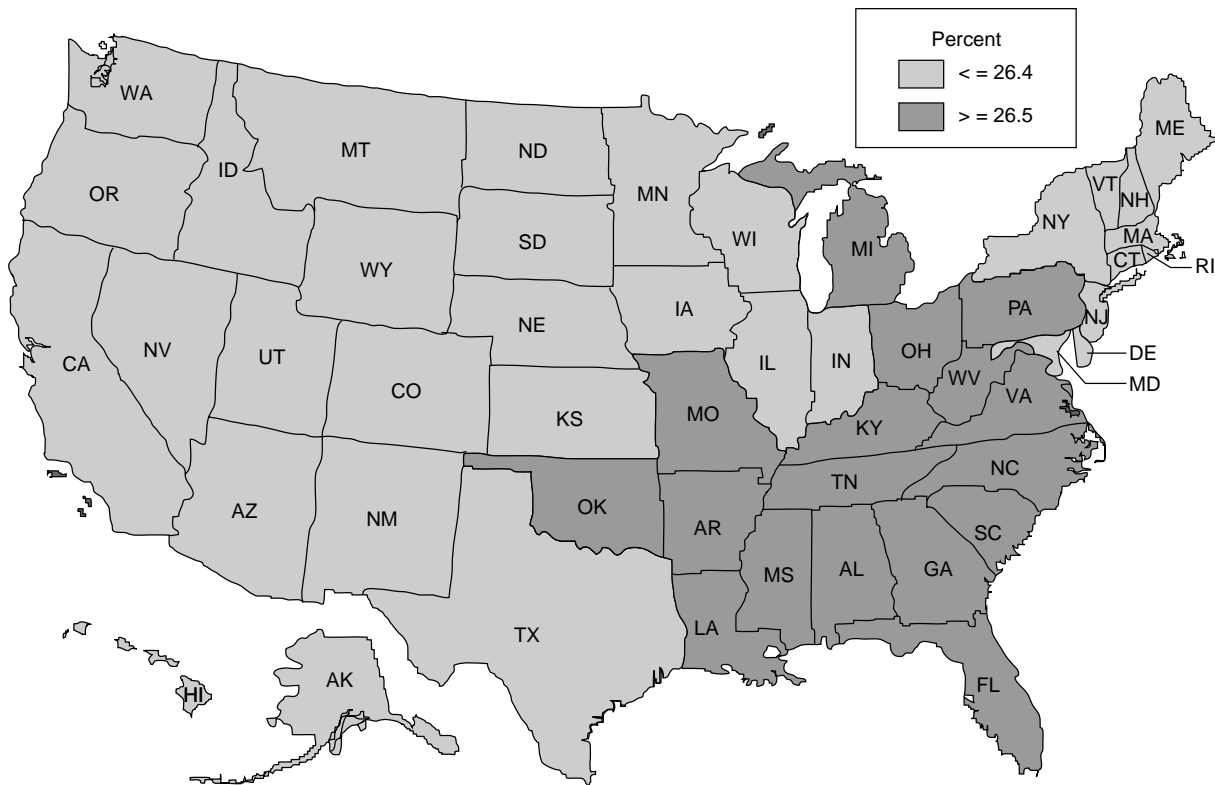 Percent
< = 26.4
> = 26.5
WA
OR
ID
MT
ND
MN
SD
WY
WI
MI
NE
IA
CA
NV
UT
CO
KS
IL
IN
OH
PA
NY
VT
NH
ME
MA
CT
RI
NJ
DE
MD
WV
VA
MO
KY
TN
NC
AZ
NM
OK
AR
SC
MS
AL
GA
TX
LA
FL
HI
AK